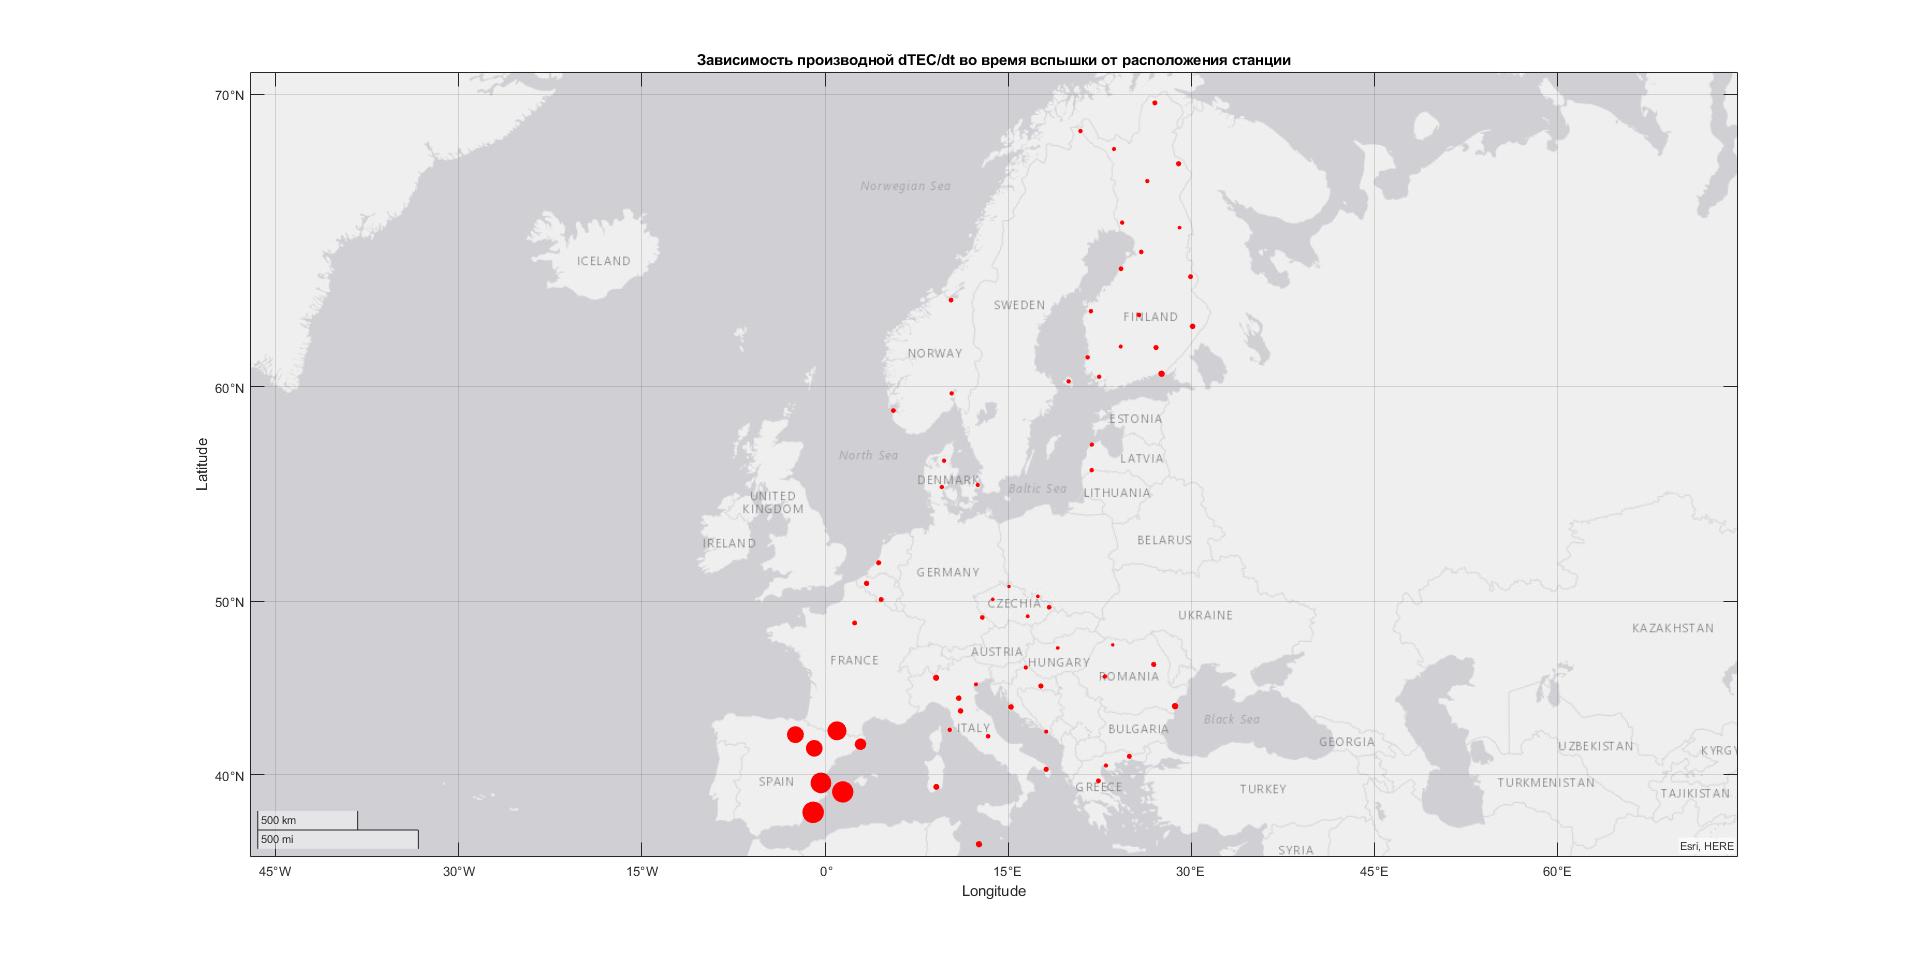 Зависимость производной dTEC/dt во время вспышки от расположения станции
70°N
Norwegian Sea
ICELAND
SWEDEN
FINLAND
NORWAY
60°N
ESTONIA
Latitude
North Sea
LATVIA
DENMARK
Baltic Sea
LITHUANIA
UNITED
KINGDOM
IRELAND
BELARUS
GERMANY
50°N
CZECHIA
UKRAINE
KAZAKHSTAN
AUSTRIA
FRANCE
HUNGARY
ROMANIA
Black Sea
ITALY
BULGARIA
GEORGIA
UZBEKISTAN
KYRGY
40°N
SPAIN
GREECE
TURKEY
TURKMENISTAN
TAJIKISTAN
500 km
500 mi
SYRIA
Esri, HERE
45°W
30°W
15°W
0°
15°E
30°E
45°E
60°E
Longitude